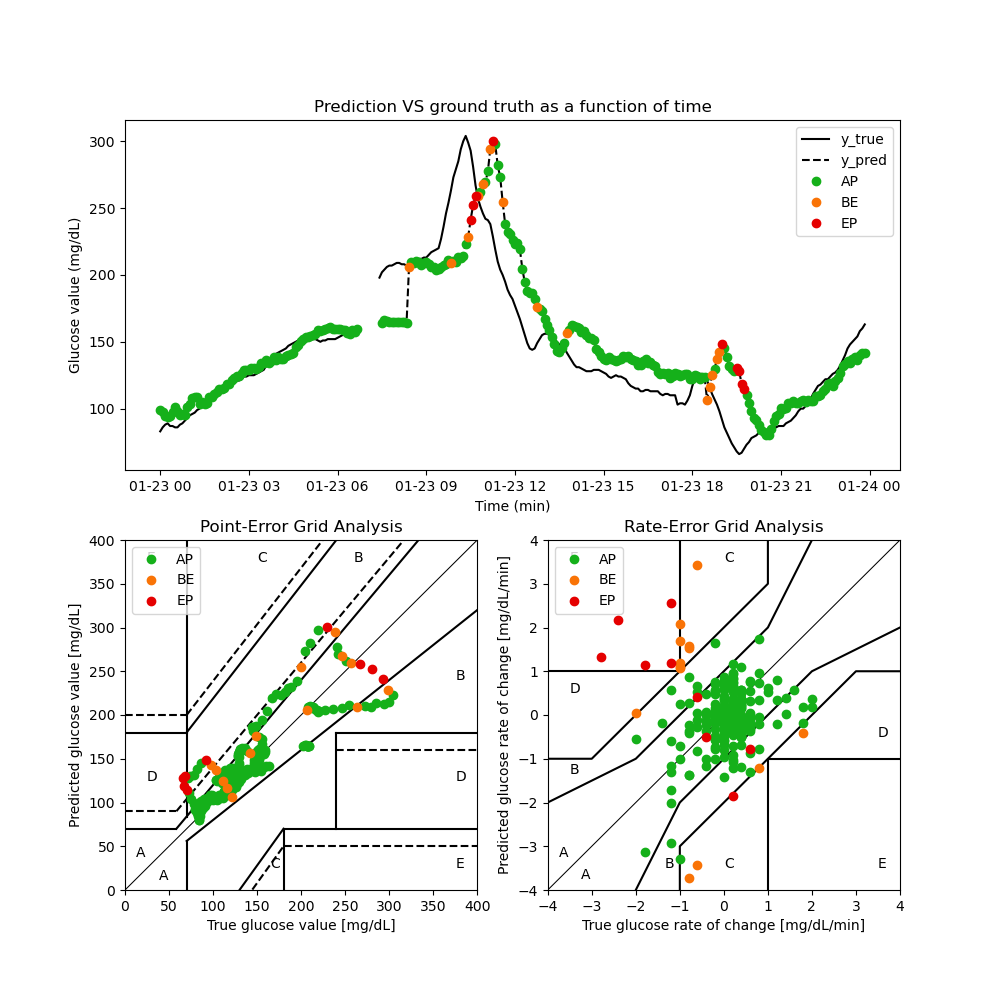 Prediction VS ground truth as a function of time
Glucose value (mg/dL)
300
250
200
150
100
y_true
y_pred
AP
BE
EP
01-23 00 01-23 03 01-23 06 01-23 09 01-23 12 01-23 15 01-23 18 01-23 21 01-24 00
Time (min)
Point-Error Grid Analysis
Predicted glucose value [mg/dL]
400
350
300
250
200
150
100
50
0
AP
BE
EP
C B
B
D D
A
A C E
0 50 100 150 200 250 300 350 400
True glucose value [mg/dL]
Rate-Error Grid Analysis
Predicted glucose rate of change [mg/dL/min]
4
3
2
1
0
−1
−2
−3
−4
AP
BE
EP
C
D
D
B
A
A B C E
−4 −3 −2 −1 0 1 2 3 4
True glucose rate of change [mg/dL/min]